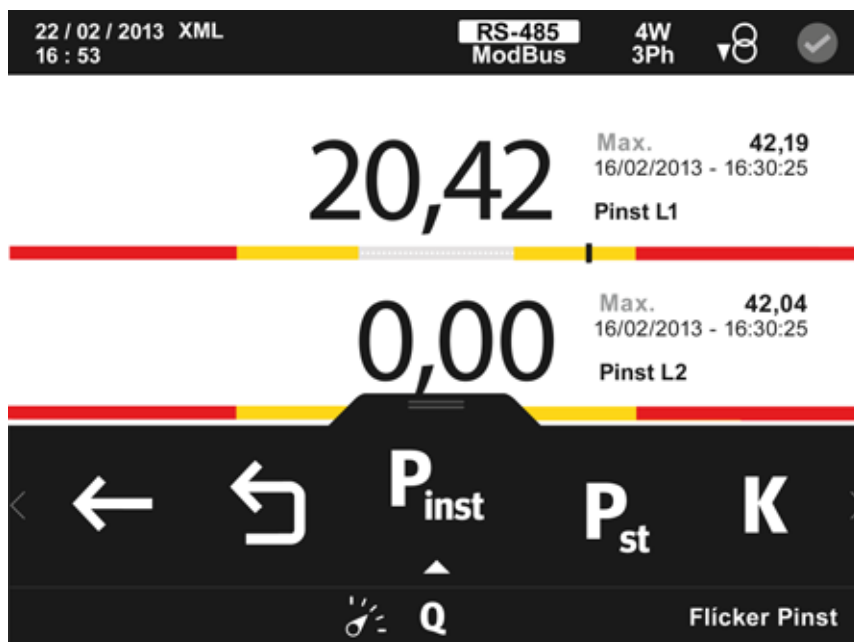 22 / 02 / 2013 XML RS-485 4W
16 : 53 ModBus 3Ph
20,42
Max. 42,19
16/02/2013 - 16:30:25
Pinst L1
0,00
Max. 42,04
16/02/2013 - 16:30:25
Pinst L2
Pinst Pst K
Q Flícker Pinst